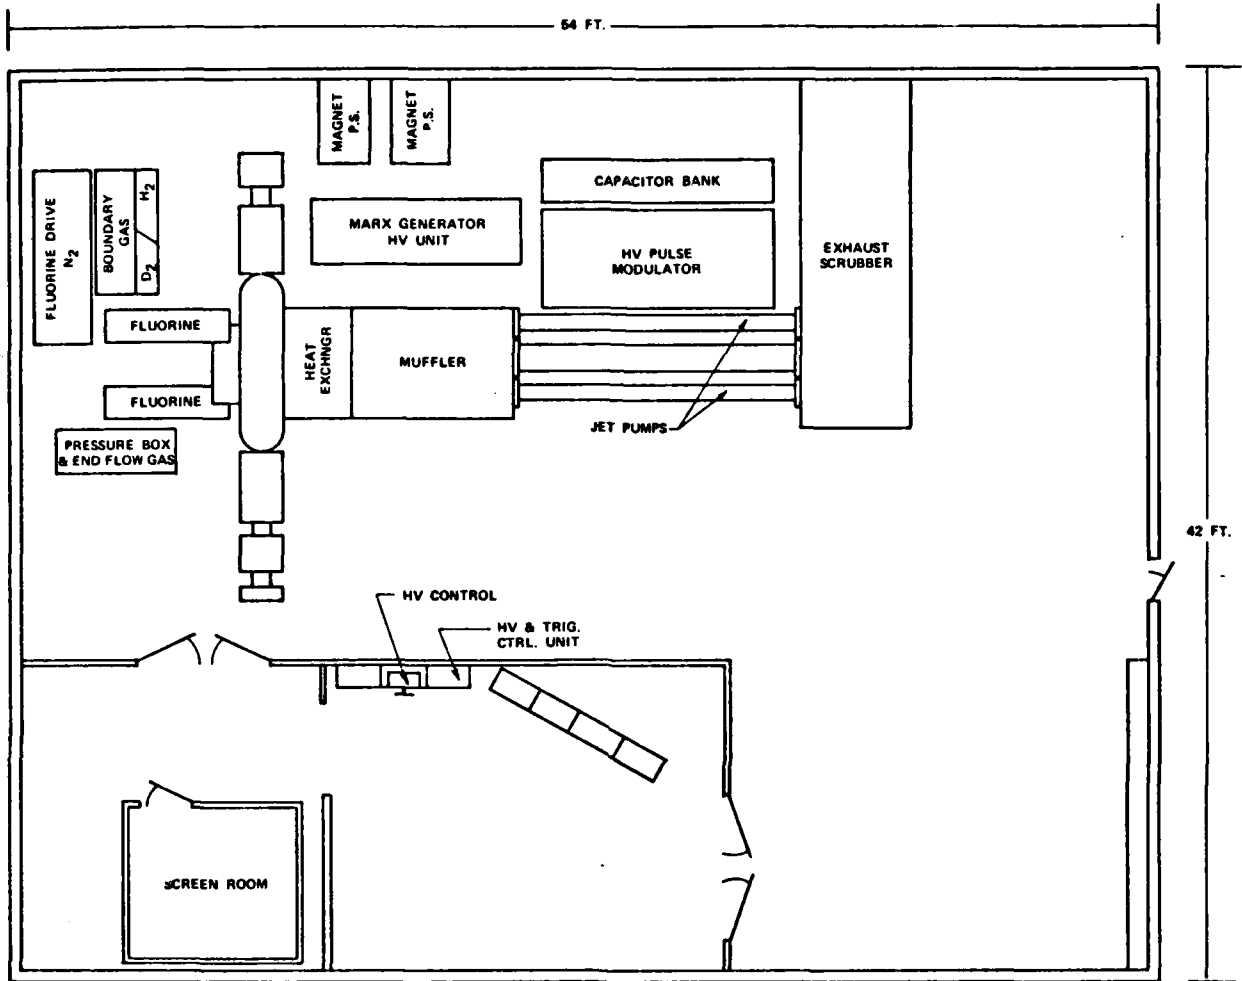 54 FT.
MAGNET
P.S.
MAGNET
P.S.
FLUORINE DRIVE
N2
BOUNDARY
GAS
H2
D2
CAPACITOR BANK
MARX GENERATOR
HV UNIT
HV PULSE
MODULATOR
EXHAUST
SCRUBBER
FLUORINE
HEAT
EXCHNGR
MUFFLER
FLUORINE
JET PUMPS
PRESSURE BOX
& END FLOW GAS
42 FT.
HV CONTROL
HV & TRIG.
CTRL. UNIT
SCREEN ROOM